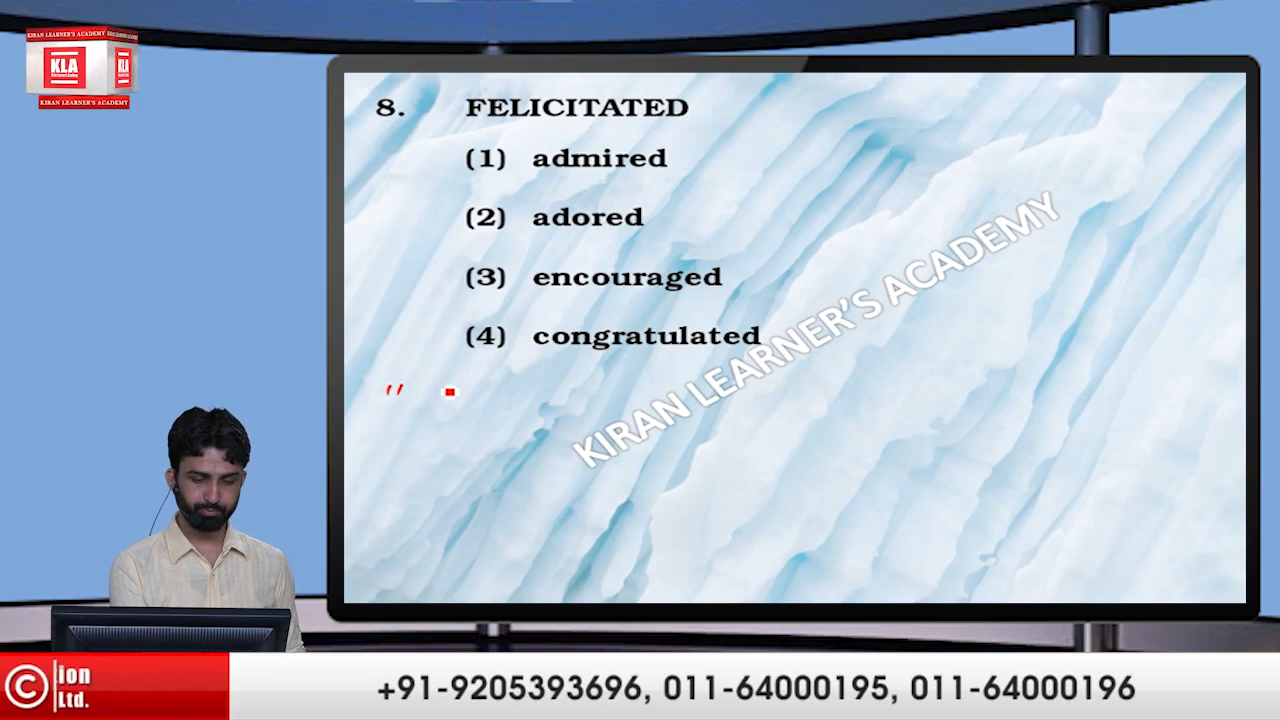 KIRAN LEARNER'S ACADEMY
KLA
KIRAN LEARNER'S ACADEMY
8. FELICITATED
(1) admired
(2) adored
(3) encouraged
(4) congratulated
"
KIRAN LEARNER'S ACADEMY
© ion
Ltd.
+91-9205393696, 011-64000195, 011-64000196